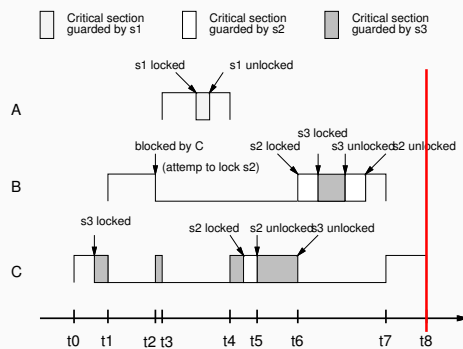 Critical section
guarded by s1
Critical section
guarded by s2
Critical section
guarded by s3
s1 locked
s1 unlocked
A
s3 locked
blocked by C
s2 locked
s2 unlocked
(attemp to lock s2)
B
s3 unlocked
s3 locked
s2 locked
s2 unlocked
s3 unlocked
C
t0 t1 t2 t3 t4 t5 t6 t7 t8